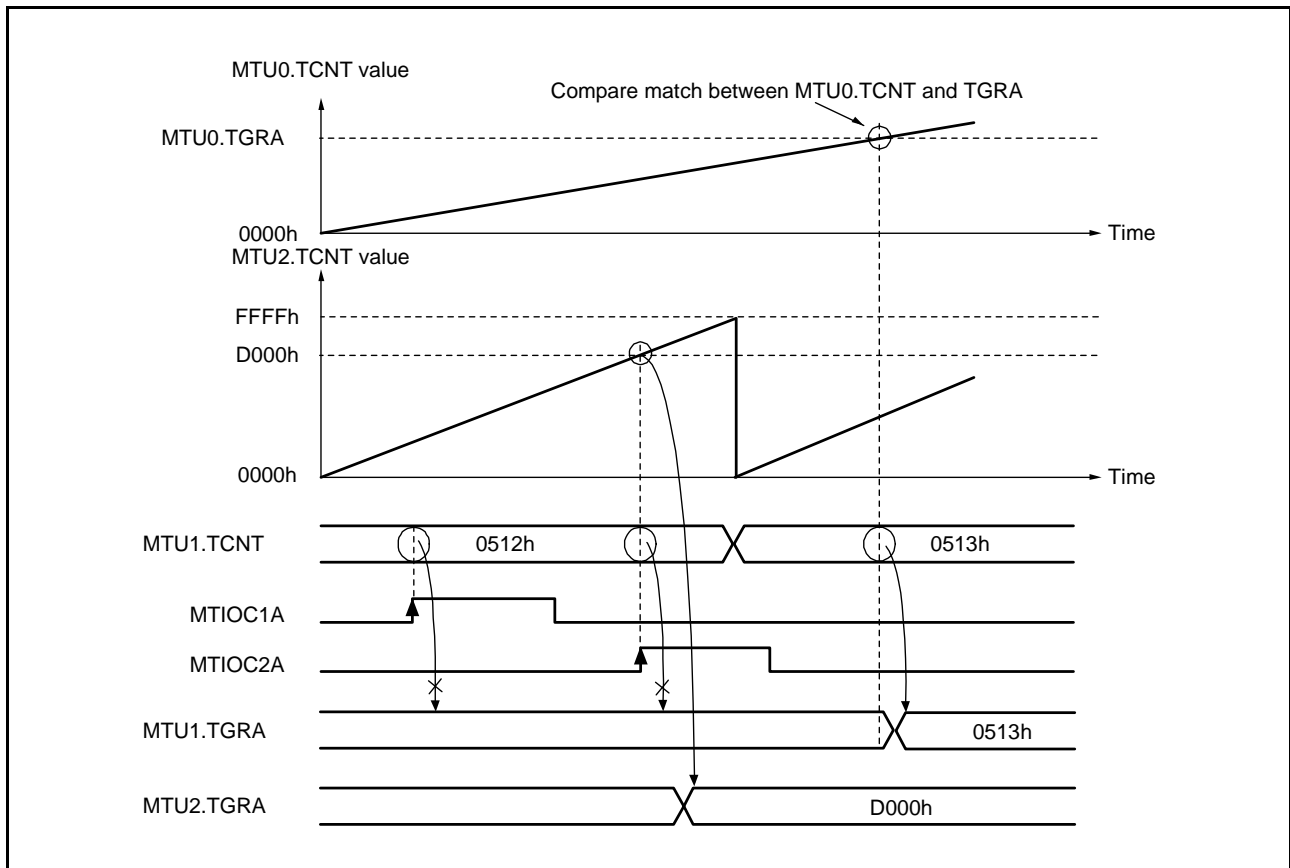 MTU0.TCNT value
Compare match between MTU0.TCNT and TGRA
MTU0.TGRA
0000h
Time
MTU2.TCNT value
FFFFh
D000h
0000h
Time
MTU1.TCNT
0512h
0513h
MTIOC1A
MTIOC2A
MTU1.TGRA
0513h
MTU2.TGRA
D000h